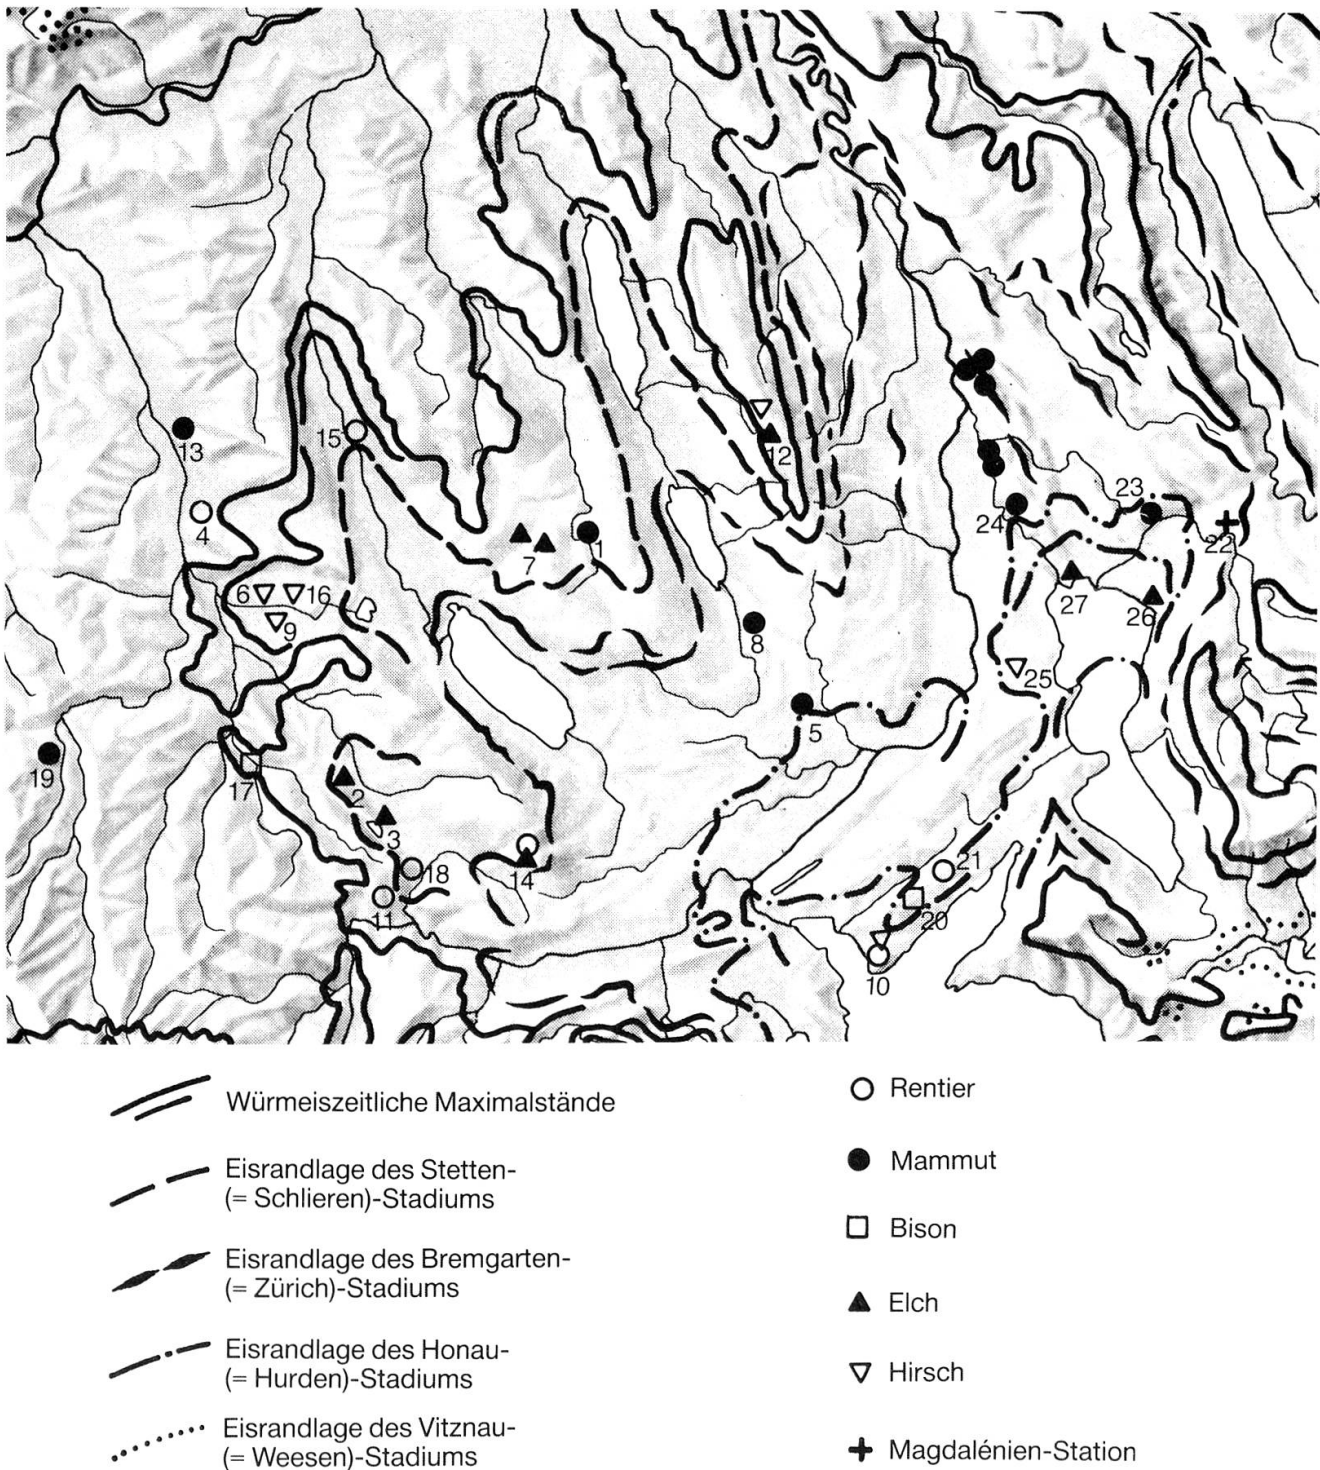 13
15
4
12
23
24
22
7
1
6
16
9
27
26
8
25
5
19
17
2
3
18
14
21
11
20
10
Würmeiszeitliche Maximalstände
Eisrandlage des Stetten-
(= Schlieren)-Stadiums
Eisrandlage des Bremgarten-
(= Zürich)-Stadiums
Eisrandlage des Honau-
(= Hurden)-Stadiums
Eisrandlage des Vitznau-
(= Weesen)-Stadiums
Rentier
Mammut
Bison
Elch
Hirsch
Magdalénien-Station